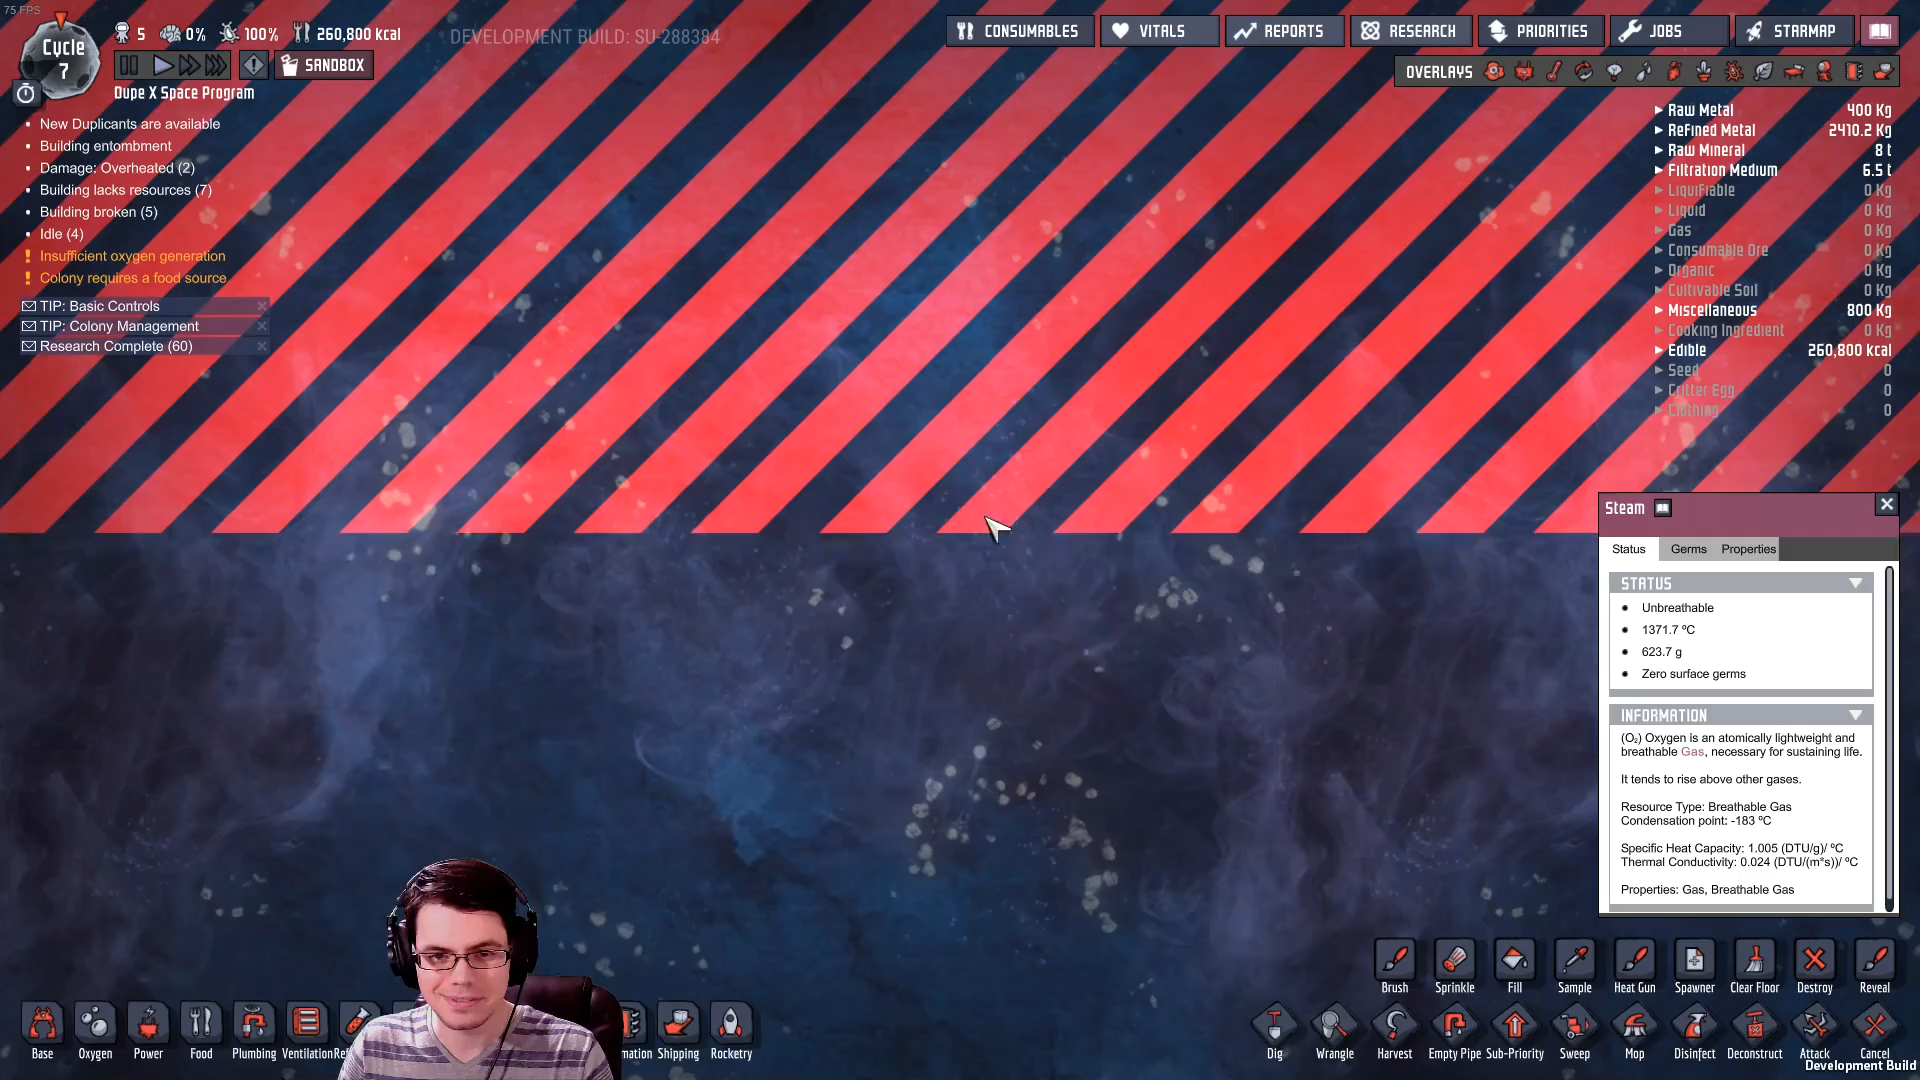 75 FPS
Cycle
7
5
0%
100%
260,800 kcal
DEVELOPMENT BUILD: SU-288384
SANDBOX
Dupe X Space Program
CONSUMABLES
VITALS
REPORTS
RESEARCH
PRIORITIES
JOBS
STARMAP
OVERLAYS
New Duplicants are available
Building entombment
Damage: Overheated (2)
Building lacks resources (7)
Building broken (5)
Idle (4)
! Insufficient oxygen generation
! Colony requires a food source
TIP: Basic Controls
TIP: Colony Management
Research Complete (60)
Raw Metal 400 Kg
Refined Metal 2410.2 Kg
Raw Mineral 8 t
Filtration Medium 6.5 t
Liquifiable 0 Kg
Liquid 0 Kg
Gas 0 Kg
Consumable Ore 0 Kg
Organic 0 Kg
Cultivable Soil 0 Kg
Miscellaneous 800 Kg
Cooking Ingredient 0 Kg
Edible 260,800 kcal
Seed 0
Critter Egg 0
Clothing 0
Steam
Status Germs Properties
STATUS
Unbreathable
1371.7 ºC
623.7 g
Zero surface germs
INFORMATION
(O₂) Oxygen is an atomically lightweight and
breathable Gas, necessary for sustaining life.
It tends to rise above other gases.
Resource Type: Breathable Gas
Condensation point: -183 ºC
Specific Heat Capacity: 1.005 (DTU/g)/ ºC
Thermal Conductivity: 0.024 (DTU/(m*s))/ ºC
Properties: Gas, Breathable Gas
Brush Sprinkle Fill Sample Heat Gun Spawner Clear Floor Destroy Reveal
Base Oxygen Power Food Plumbing Ventilation Ref mation Shipping Rocketry
Dig Wrangle Harvest Empty Pipe Sub-Priority Sweep Mop Disinfect Deconstruct Attack Cancel
Development Build